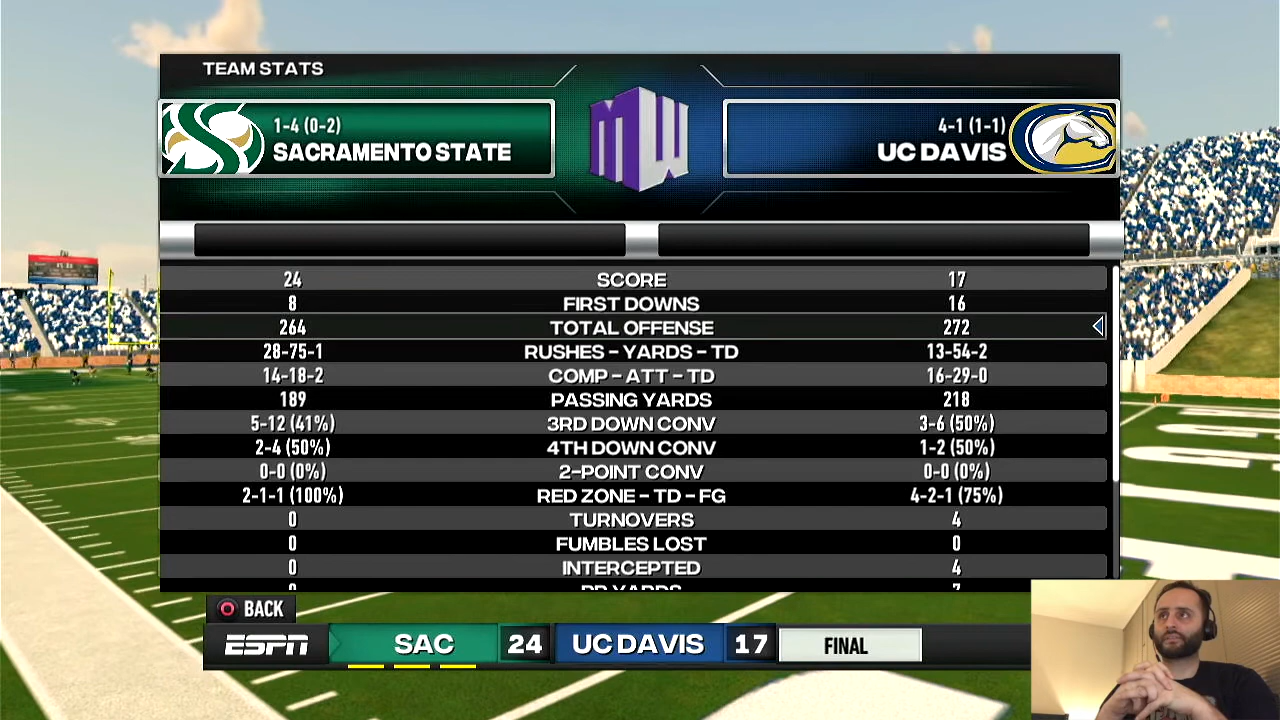 TEAM STATS
1-4 (0-2)
SACRAMENTO STATE
MW
4-1 (1-1)
UC DAVIS
24 SCORE 17
8 FIRST DOWNS 16
264 TOTAL OFFENSE 272
28-75-1 RUSHES - YARDS - TD 13-54-2
14-18-2 COMP - ATT - TD 16-29-0
189 PASSING YARDS 218
5-12 (41%) 3RD DOWN CONV 3-6 (50%)
2-4 (50%) 4TH DOWN CONV 1-2 (50%)
0-0 (0%) 2-POINT CONV 0-0 (0%)
2-1-1 (100%) RED ZONE - TD - FG 4-2-1 (75%)
0 TURNOVERS 4
0 FUMBLES LOST 0
0 INTERCEPTED 4
BACK
ESPN SAC 24 UC DAVIS 17 FINAL